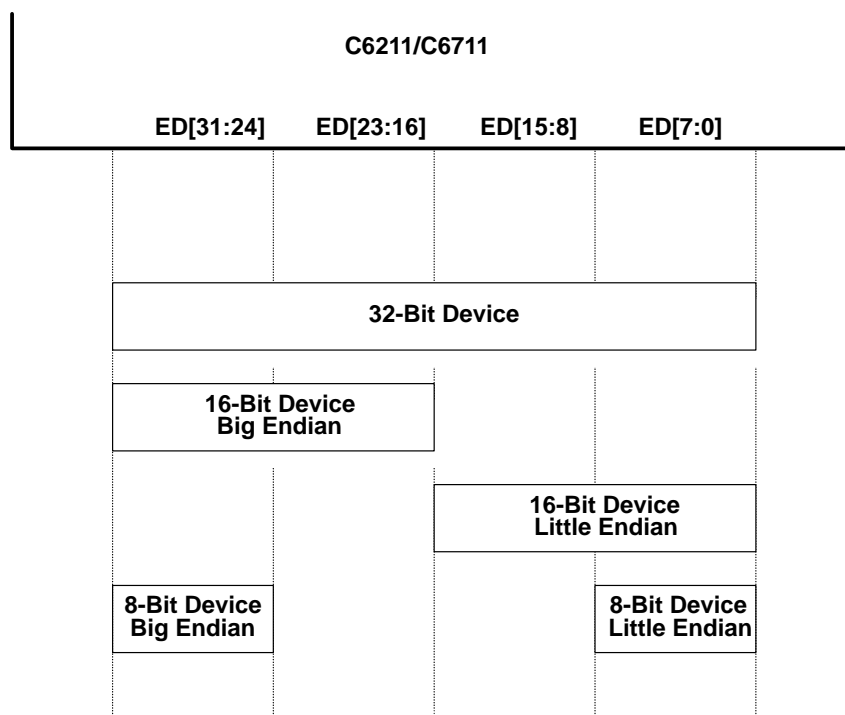 C6211/C6711
ED[31:24] ED[23:16] ED[15:8] ED[7:0]
32-Bit Device
16-Bit Device
Big Endian
16-Bit Device
Little Endian
8-Bit Device
Big Endian
8-Bit Device
Little Endian